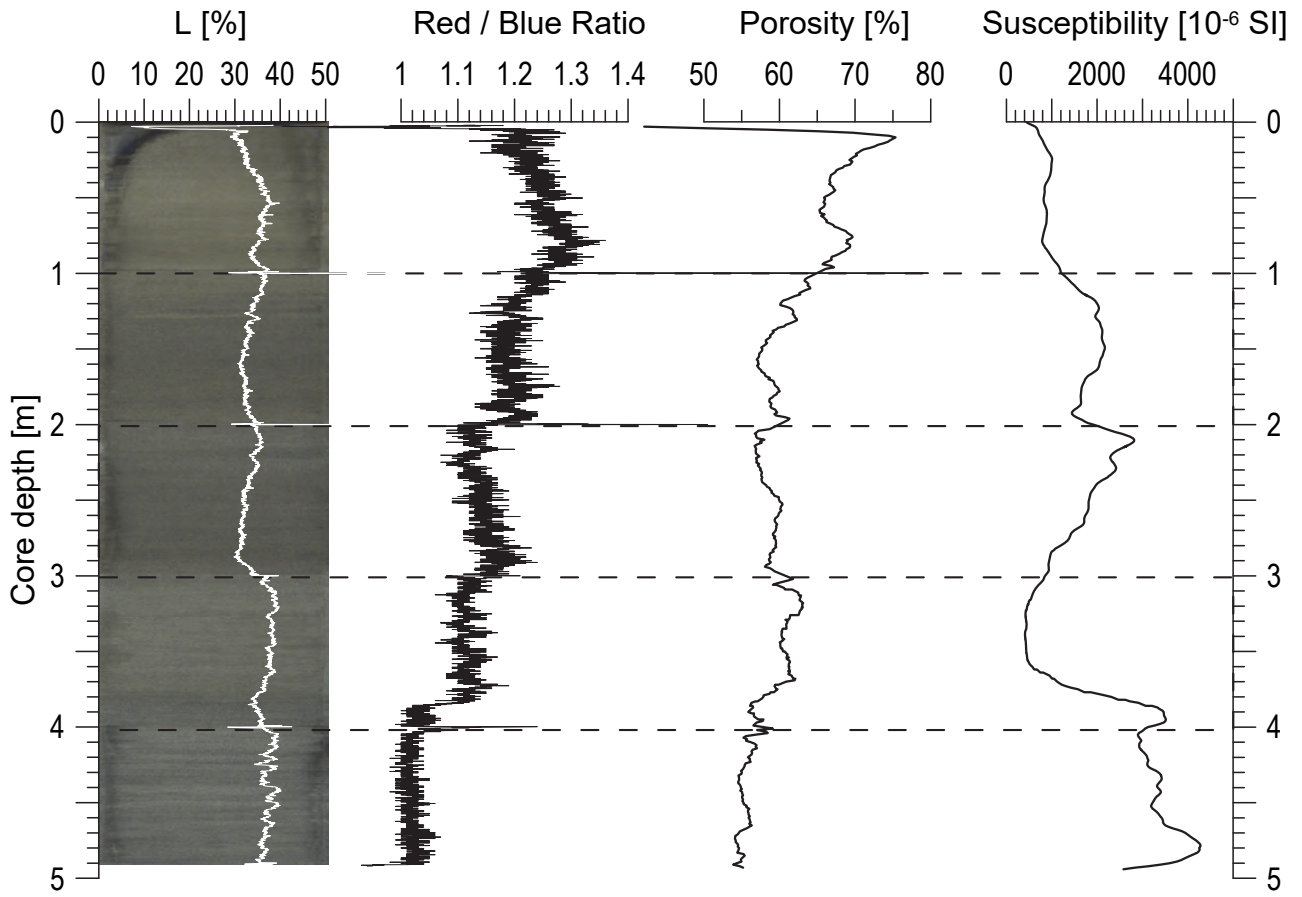 L [%] Red / Blue Ratio Porosity [%] Susceptibility [10⁻⁶ SI]
0 10 20 30 40 50 1 1.1 1.2 1.3 1.4 50 60 70 80 0 2000 4000
0 0
1 1
2 2
Core depth [m]
3 3
4 4
5 5